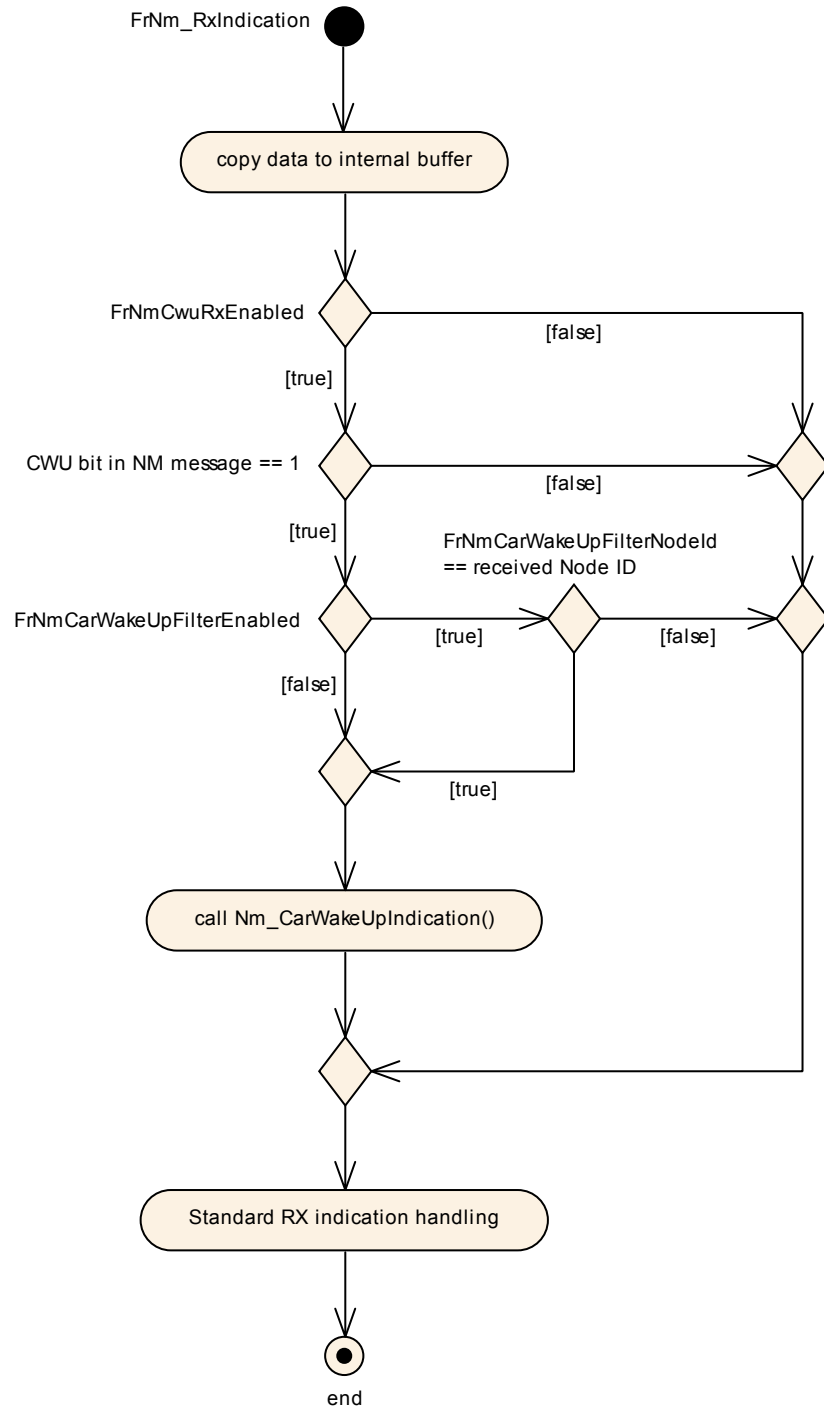 FrNm_RxIndication
copy data to internal buffer
FrNmCwuRxEnabled
[false]
[true]
CWU bit in NM message == 1
[false]
[true]
FrNmCarWakeUpFilterNodeId
== received Node ID
FrNmCarWakeUpFilterEnabled
[true]
[false]
[false]
[true]
call Nm_CarWakeUpIndication()
Standard RX indication handling
end